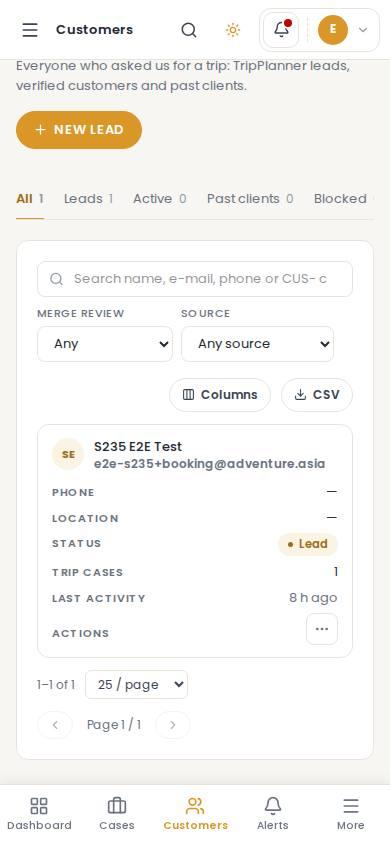 Customers
E
Everyone who asked us for a trip: TripPlanner leads,
verified customers and past clients.
+ NEW LEAD
All 1 Leads 1 Active 0 Past clients 0 Blocked
Search name, e-mail, phone or CUS- c
MERGE REVIEW SOURCE
Any Any source
Columns CSV
SE S235 E2E Test
e2e-s235+booking@adventure.asia
PHONE —
LOCATION —
STATUS Lead
TRIP CASES 1
LAST ACTIVITY 8 h ago
ACTIONS ···
1–1 of 1 25 / page
Page 1 / 1
Dashboard Cases Customers Alerts More